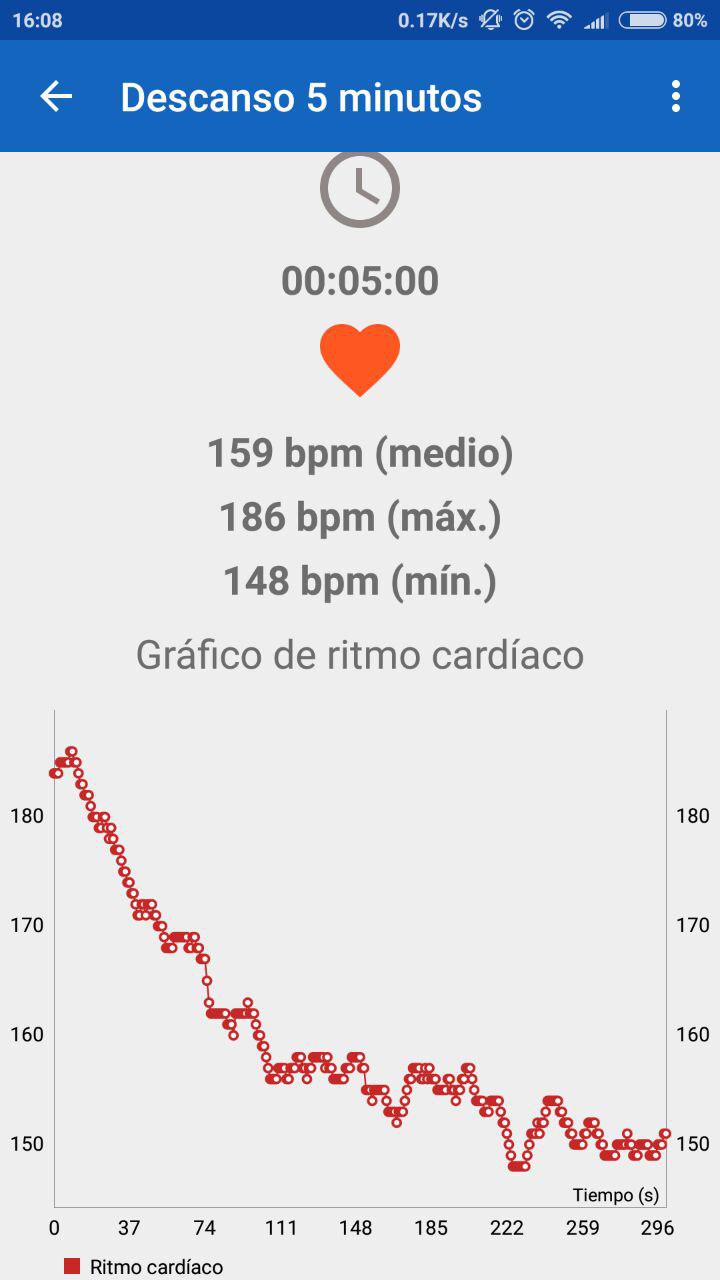 16:08 0.17K/s 80%
Descanso 5 minutos
00:05:00
159 bpm (medio)
186 bpm (máx.)
148 bpm (mín.)
Gráfico de ritmo cardíaco
180 180
170 170
160 160
150 150
Tiempo (s)
0 37 74 111 148 185 222 259 296
Ritmo cardíaco